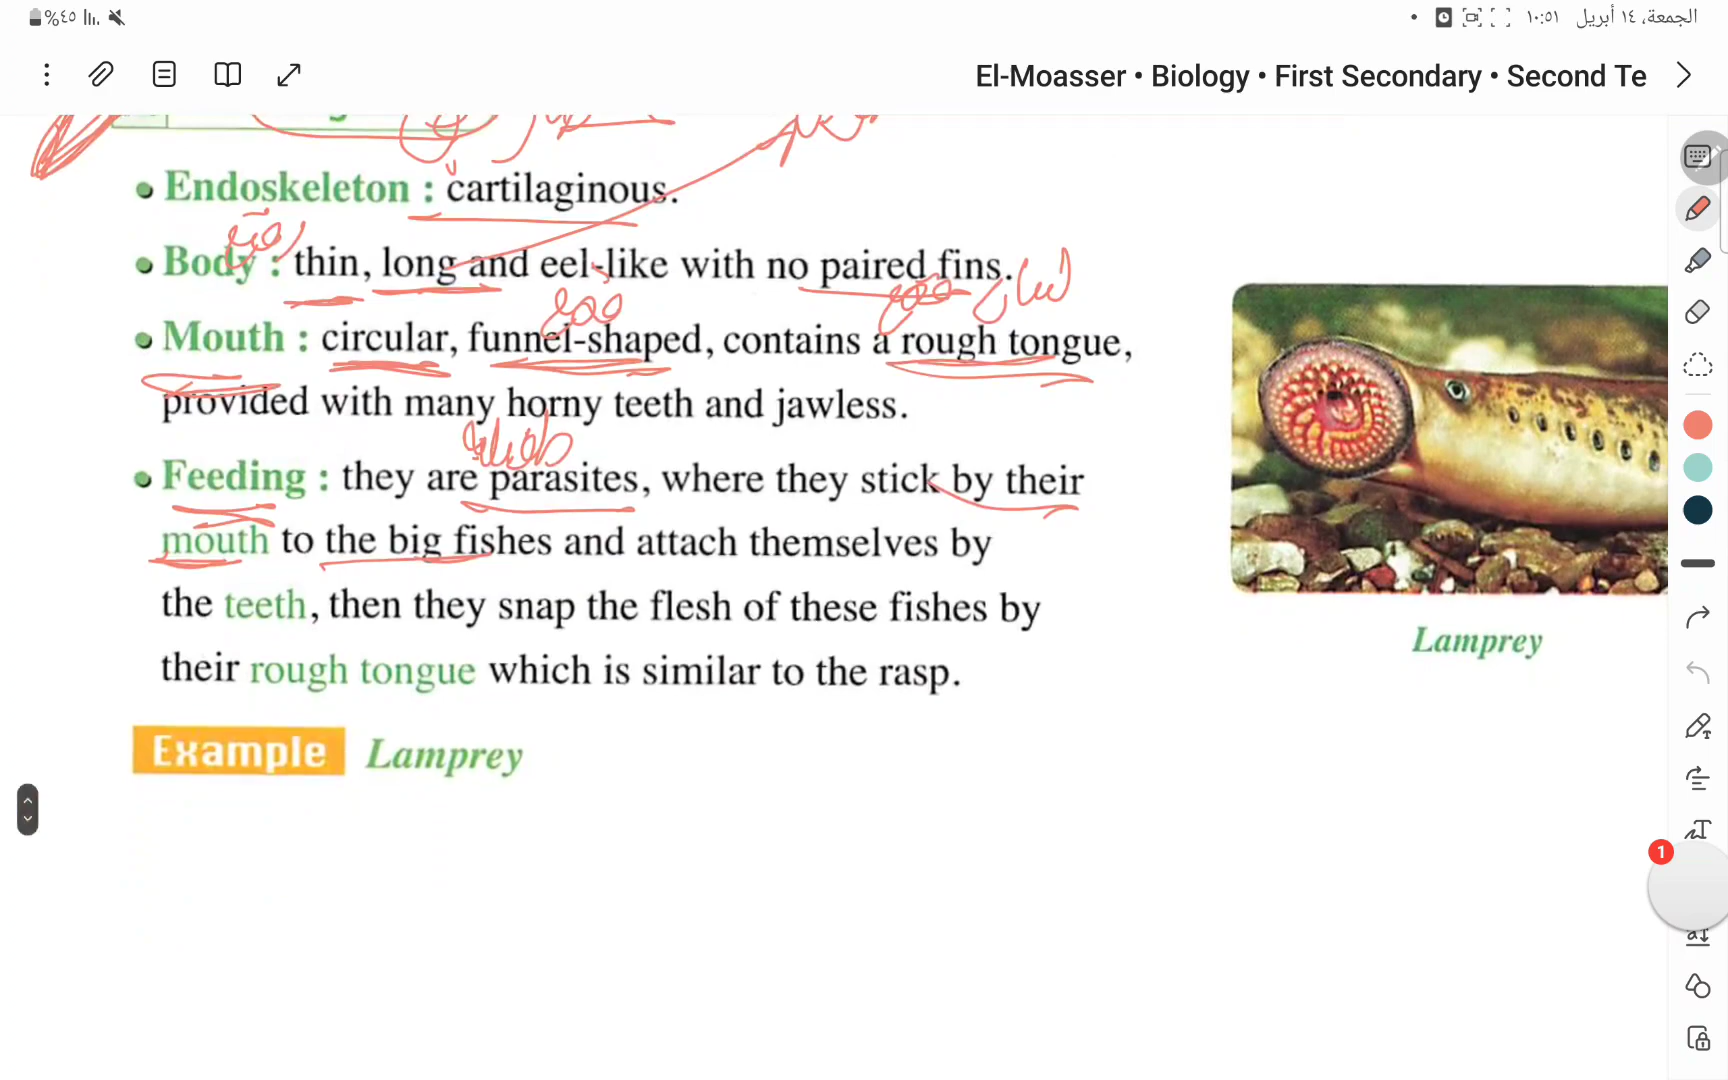 %٤٥
الجمعة، ١٤ أبريل ١٠:٥١
El-Moasser • Biology • First Secondary • Second Te
Endoskeleton : cartilaginous.
رفيع
Body : thin, long and eel-like with no paired fins.
قمع
لسان
Mouth : circular, funnel-shaped, contains a rough tongue,
provided with many horny teeth and jawless.
Feeding : they are parasites, where they stick by their
mouth to the big fishes and attach themselves by
the teeth, then they snap the flesh of these fishes by
their rough tongue which is similar to the rasp.
Lamprey
Example Lamprey
1